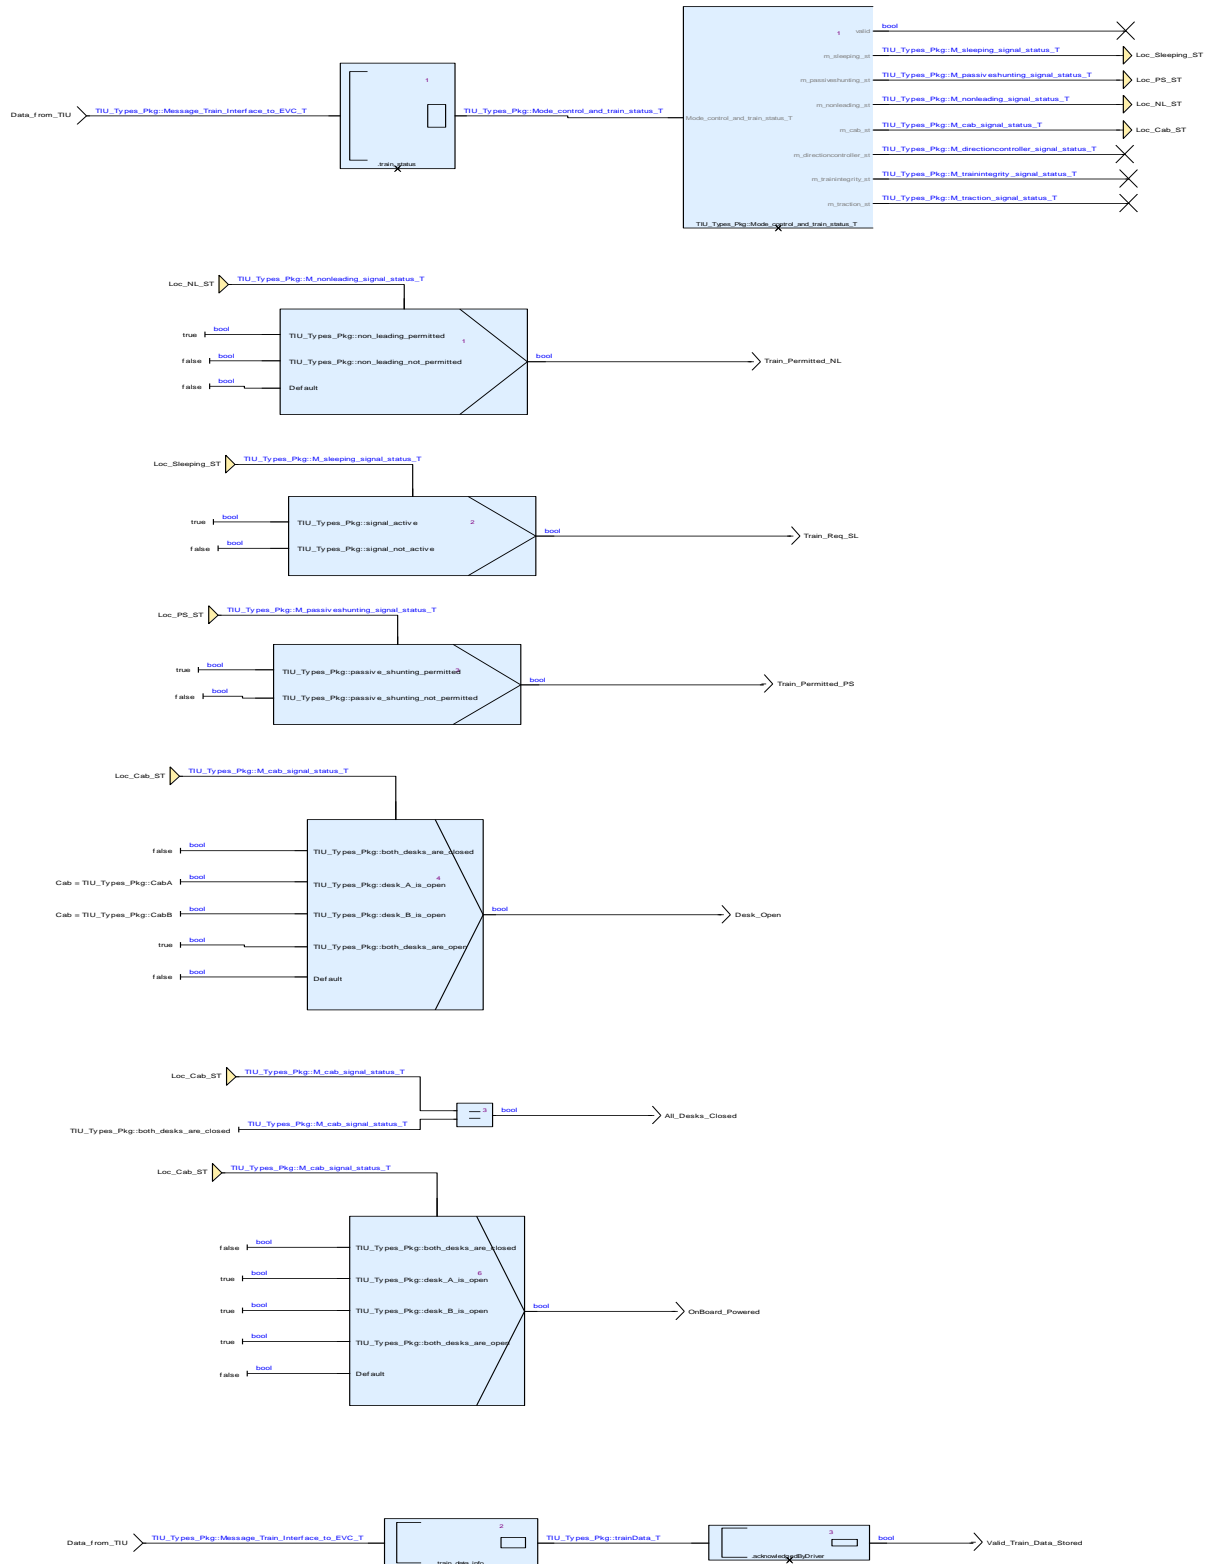 bool
valid
1
TIU_Types_Pkg::M_sleeping_signal_status_T
m_sleeping_st
Loc_Sleeping_ST
1
TIU_Types_Pkg::M_passiveshunting_signal_status_T
m_passiveshunting_st
Loc_PS_ST
TIU_Types_Pkg::M_nonleading_signal_status_T
m_nonleading_st
Loc_NL_ST
Data_from_TIU
TIU_Types_Pkg::Message_Train_Interface_to_EVC_T
TIU_Types_Pkg::Mode_control_and_train_status_T
Mode_control_and_train_status_T
TIU_Types_Pkg::M_cab_signal_status_T
m_cab_st
Loc_Cab_ST
TIU_Types_Pkg::M_directioncontroller_signal_status_T
m_directioncontroller_st
.train_status
TIU_Types_Pkg::M_trainintegrity_signal_status_T
m_trainintegrity_st
TIU_Types_Pkg::M_traction_signal_status_T
m_traction_st
TIU_Types_Pkg::Mode_control_and_train_status_T
Loc_NL_ST
TIU_Types_Pkg::M_nonleading_signal_status_T
true
bool
TIU_Types_Pkg::non_leading_permitted
1
false
bool
TIU_Types_Pkg::non_leading_not_permitted
bool
Train_Permitted_NL
false
bool
Default
Loc_Sleeping_ST
TIU_Types_Pkg::M_sleeping_signal_status_T
true
bool
TIU_Types_Pkg::signal_active
2
bool
Train_Req_SL
false
bool
TIU_Types_Pkg::signal_not_active
Loc_PS_ST
TIU_Types_Pkg::M_passiveshunting_signal_status_T
true
bool
TIU_Types_Pkg::passive_shunting_permitted
bool
Train_Permitted_PS
false
bool
TIU_Types_Pkg::passive_shunting_not_permitted
Loc_Cab_ST
TIU_Types_Pkg::M_cab_signal_status_T
false
bool
TIU_Types_Pkg::both_desks_are_closed
4
Cab = TIU_Types_Pkg::CabA
bool
TIU_Types_Pkg::desk_A_is_open
Cab = TIU_Types_Pkg::CabB
bool
TIU_Types_Pkg::desk_B_is_open
bool
Desk_Open
true
bool
TIU_Types_Pkg::both_desks_are_open
false
bool
Default
Loc_Cab_ST
TIU_Types_Pkg::M_cab_signal_status_T
3
bool
All_Desks_Closed
TIU_Types_Pkg::both_desks_are_closed
TIU_Types_Pkg::M_cab_signal_status_T
Loc_Cab_ST
TIU_Types_Pkg::M_cab_signal_status_T
false
bool
TIU_Types_Pkg::both_desks_are_closed
6
true
bool
TIU_Types_Pkg::desk_A_is_open
true
bool
TIU_Types_Pkg::desk_B_is_open
bool
OnBoard_Powered
true
bool
TIU_Types_Pkg::both_desks_are_open
false
bool
Default
Data_from_TIU
TIU_Types_Pkg::Message_Train_Interface_to_EVC_T
2
TIU_Types_Pkg::trainData_T
3
bool
Valid_Train_Data_Stored
.train_data_info
.acknowledgedByDriver